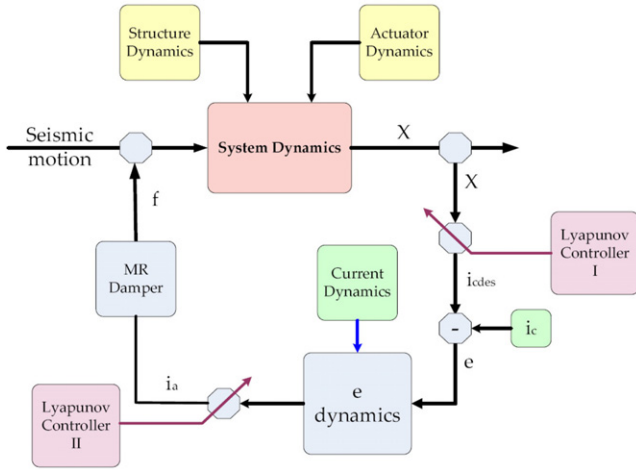 Structure
Dynamics
Actuator
Dynamics
Seismic
motion
System Dynamics
X
X
f
Lyapunov
Controller
I
MR
Damper
Current
Dynamics
icdes
-
ic
e
ia
e
dynamics
Lyapunov
Controller
II